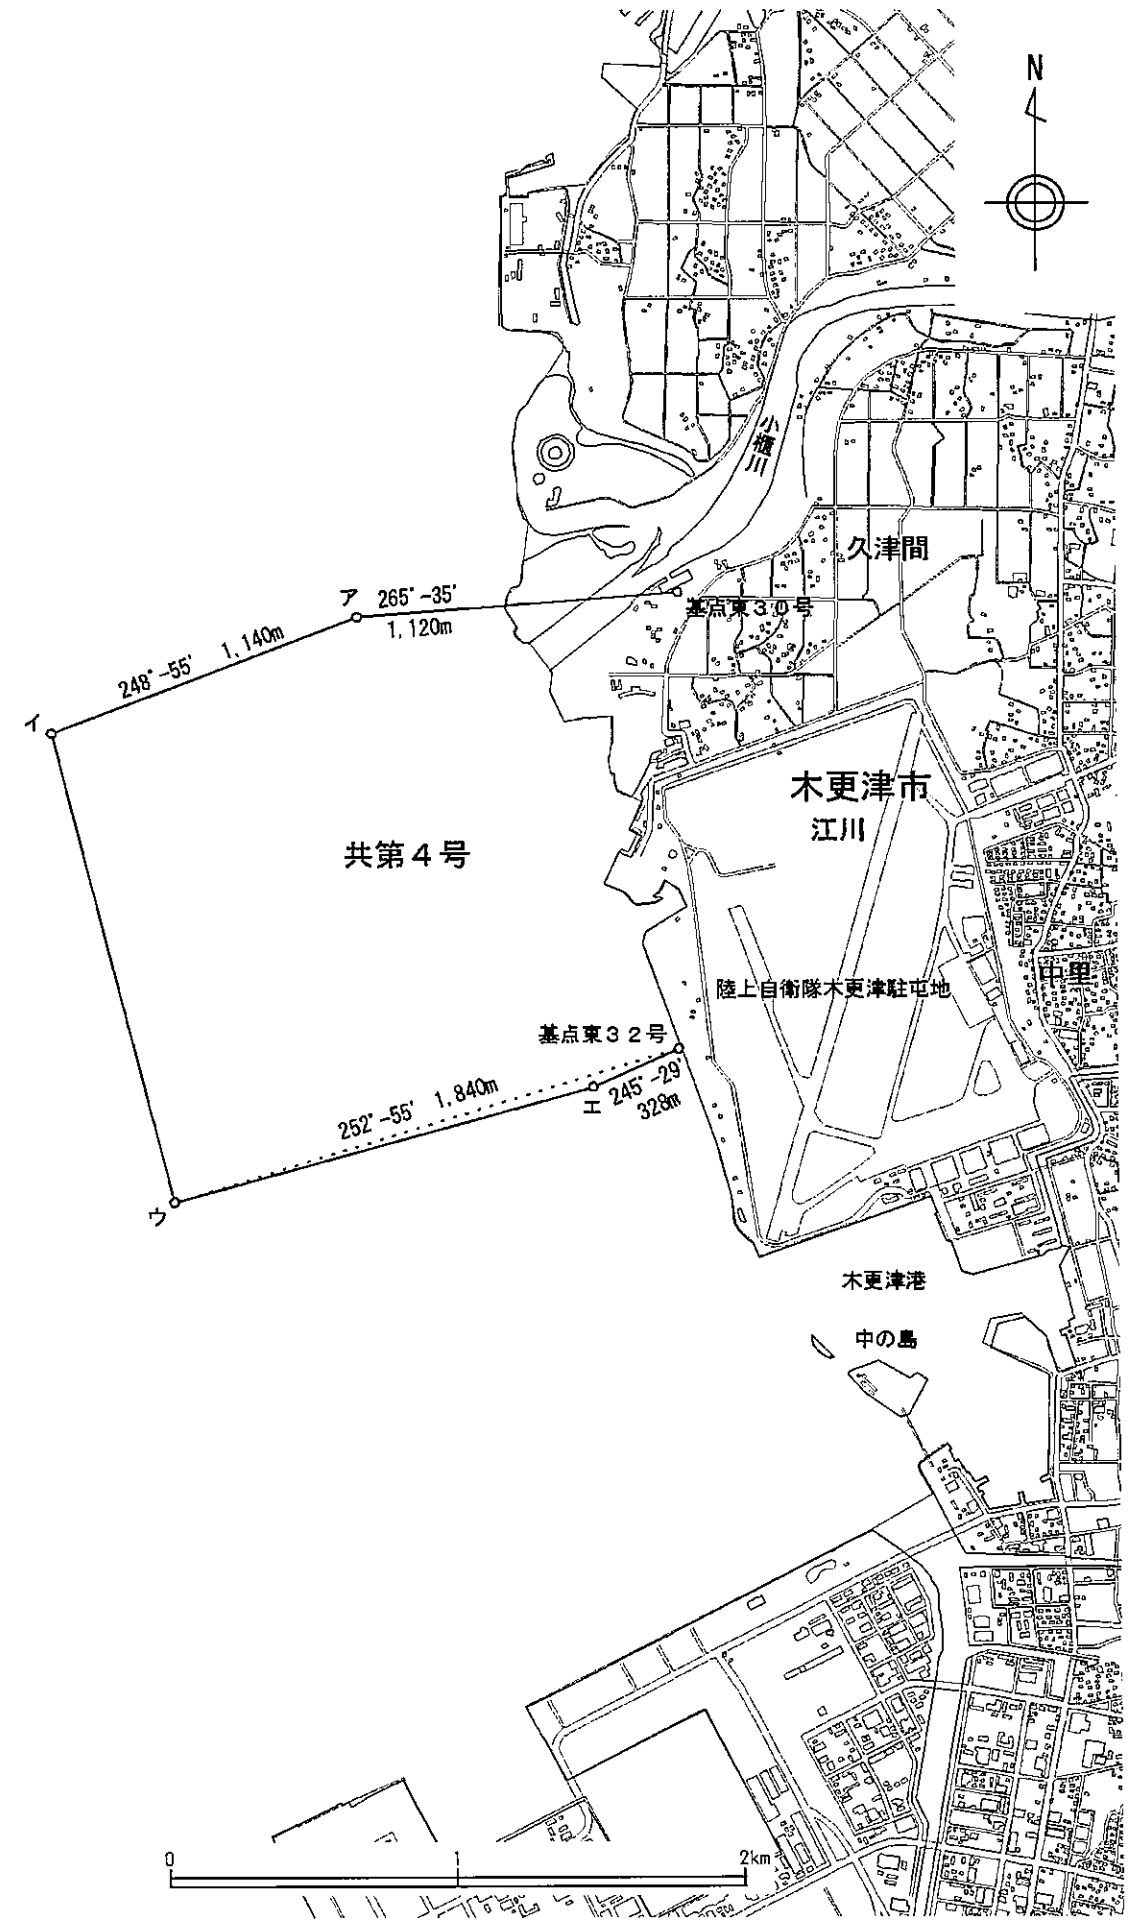 N
小櫃川
久津間
ア
265°-35′
1,120m
基点東30号
248°-55′ 1,140m
イ
木更津市
江川
共第4号
中里
陸上自衛隊木更津駐屯地
基点東32号
252°-55′ 1,840m
エ
245°-29′
328m
ウ
木更津港
中の島
0 1 2km